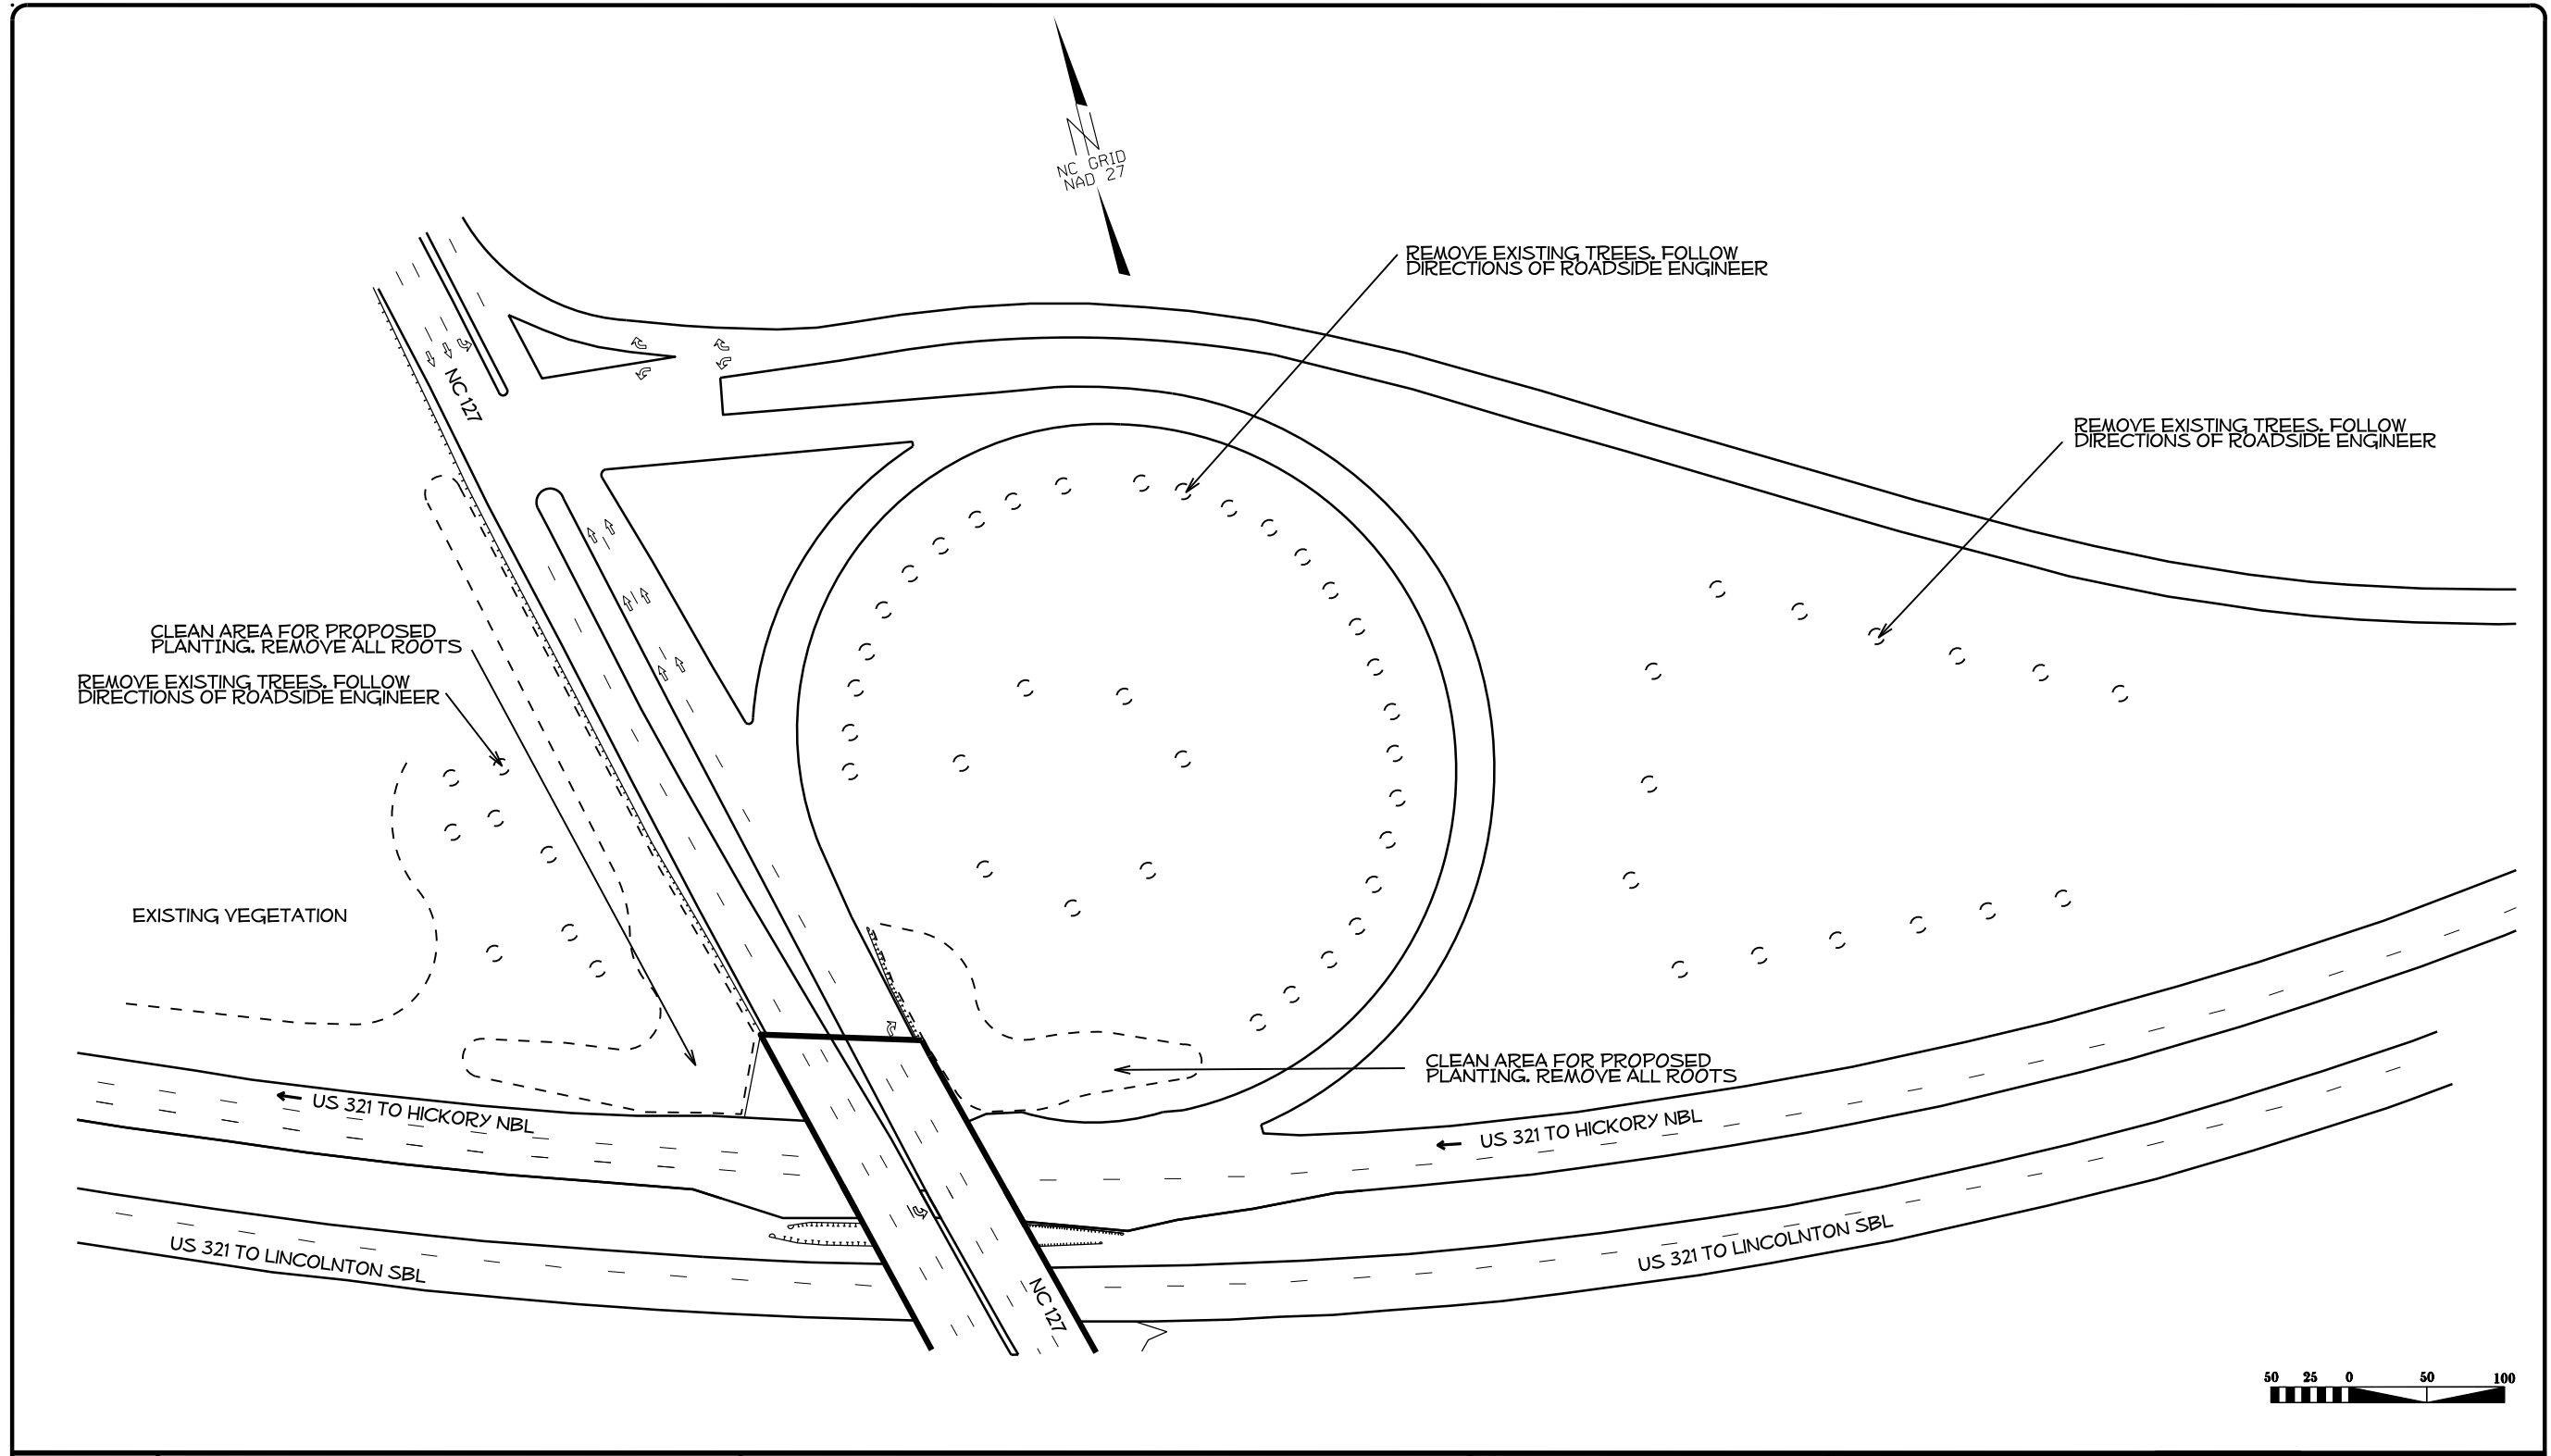 N
NC GRID
NAD 27
REMOVE EXISTING TREES. FOLLOW
DIRECTIONS OF ROADSIDE ENGINEER
NC 127
REMOVE EXISTING TREES. FOLLOW
DIRECTIONS OF ROADSIDE ENGINEER
CLEAN AREA FOR PROPOSED
PLANTING. REMOVE ALL ROOTS
REMOVE EXISTING TREES. FOLLOW
DIRECTIONS OF ROADSIDE ENGINEER
EXISTING VEGETATION
CLEAN AREA FOR PROPOSED
PLANTING. REMOVE ALL ROOTS
US 321 TO HICKORY NBL
US 321 TO HICKORY NBL
US 321 TO LINCOLNTON SBL
US 321 TO LINCOLNTON SBL
NC 127
50 25 0 50 100